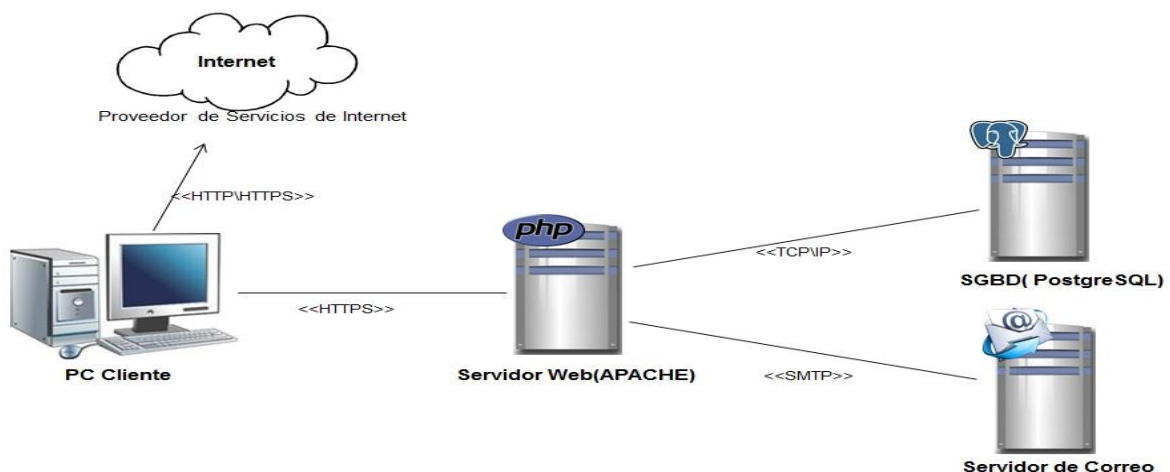 Internet
Proveedor de Servicios de Internet
<<HTTP\HTTPS>>
php
<<TCP\IP>>
SGBD( PostgreSQL)
<<HTTPS>>
@
PC Cliente
Servidor Web(APACHE)
<<SMTP>>
Servidor de Correo